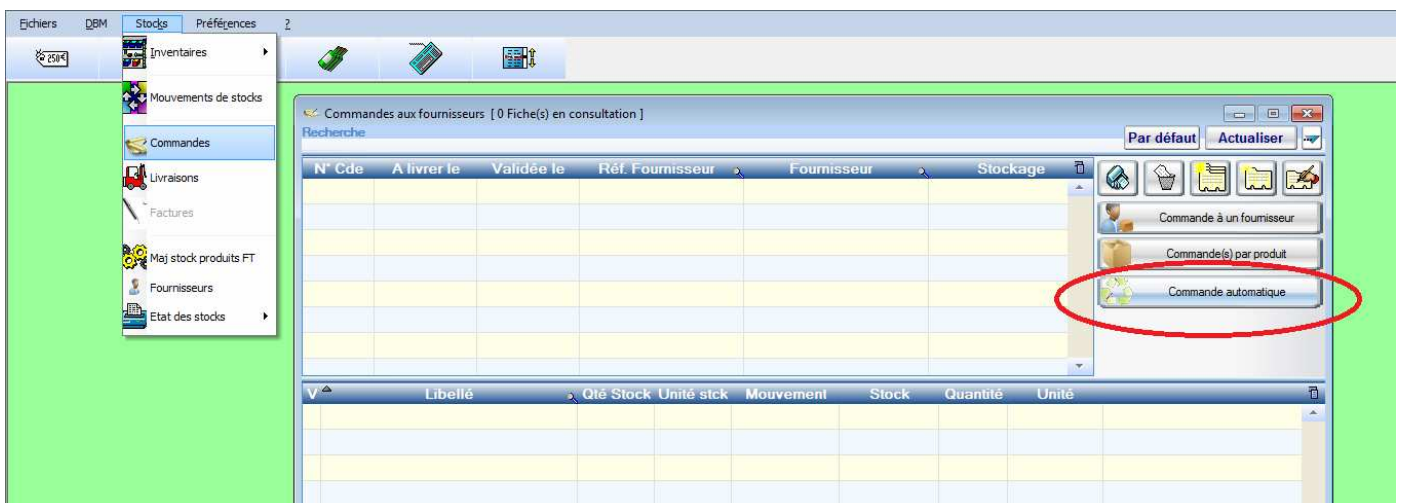 Fichiers DBM Stocks Préférences ?
250€
Inventaires
Mouvements de stocks
Commandes
Livraisons
Factures
Maj stock produits FT
Fournisseurs
Etat des stocks
Commandes aux fournisseurs [ 0 Fiche(s) en consultation ]
Recherche
Par défaut Actualiser
N° Cde A livrer le Validée le Réf. Fournisseur Fournisseur Stockage
Commande à un fournisseur
Commande(s) par produit
Commande automatique
V Libellé Qté Stock Unité stck Mouvement Stock Quantité Unité